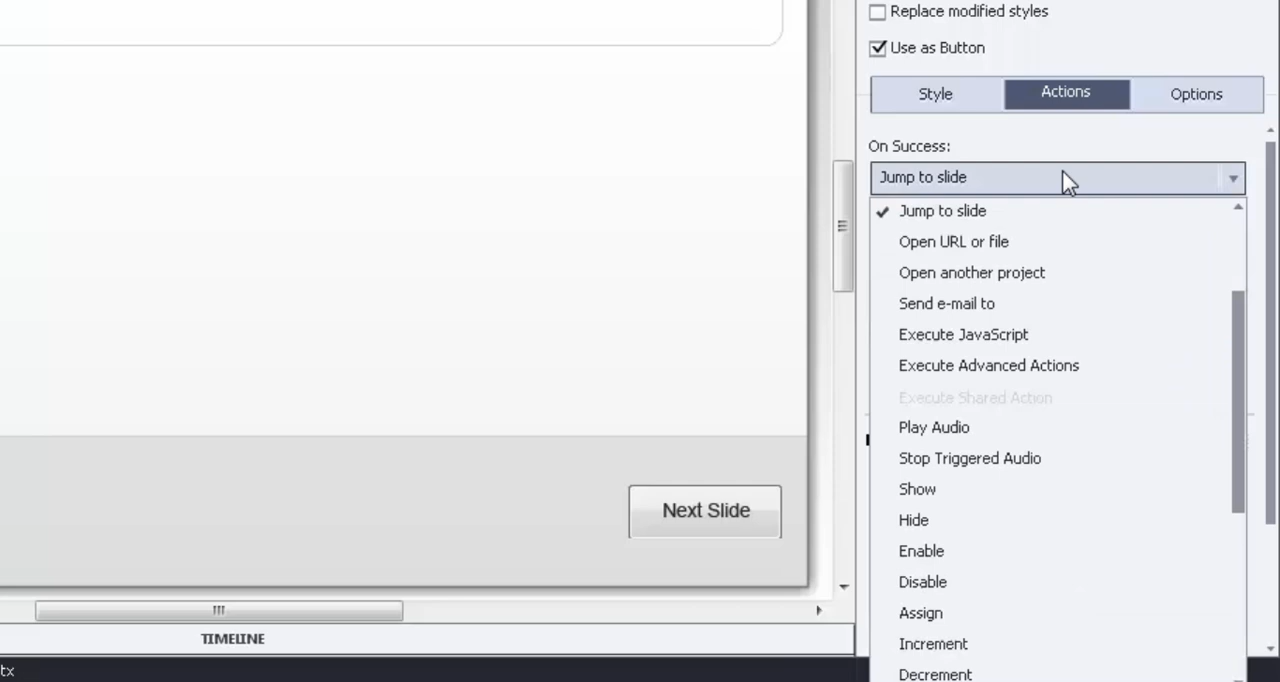 Replace modified styles
Use as Button
Style
Actions
Options
On Success:
Jump to slide
Jump to slide
Open URL or file
Open another project
Send e-mail to
Execute JavaScript
Execute Advanced Actions
Execute Shared Action
Play Audio
Stop Triggered Audio
Show
Hide
Enable
Disable
Assign
Increment
Decrement
Next Slide
TIMELINE
tx